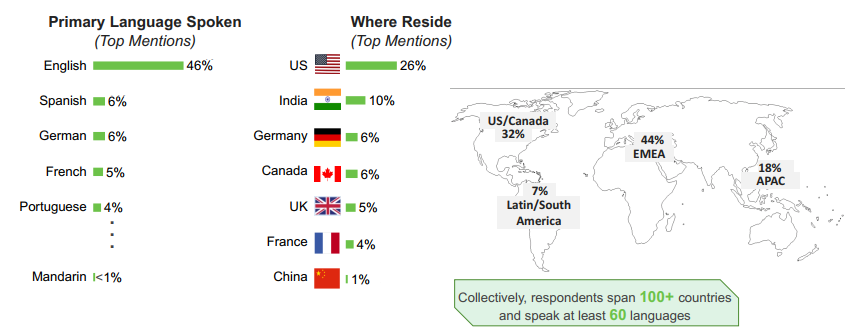 Primary Language Spoken
(Top Mentions)
English 46%
Spanish 6%
German 6%
French 5%
Portuguese 4%
Mandarin <1%
Where Reside
(Top Mentions)
US 26%
India 10%
Germany 6%
Canada 6%
UK 5%
France 4%
China 1%
US/Canada
32%
44%
EMEA
18%
APAC
7%
Latin/South
America
Collectively, respondents span 100+ countries
and speak at least 60 languages